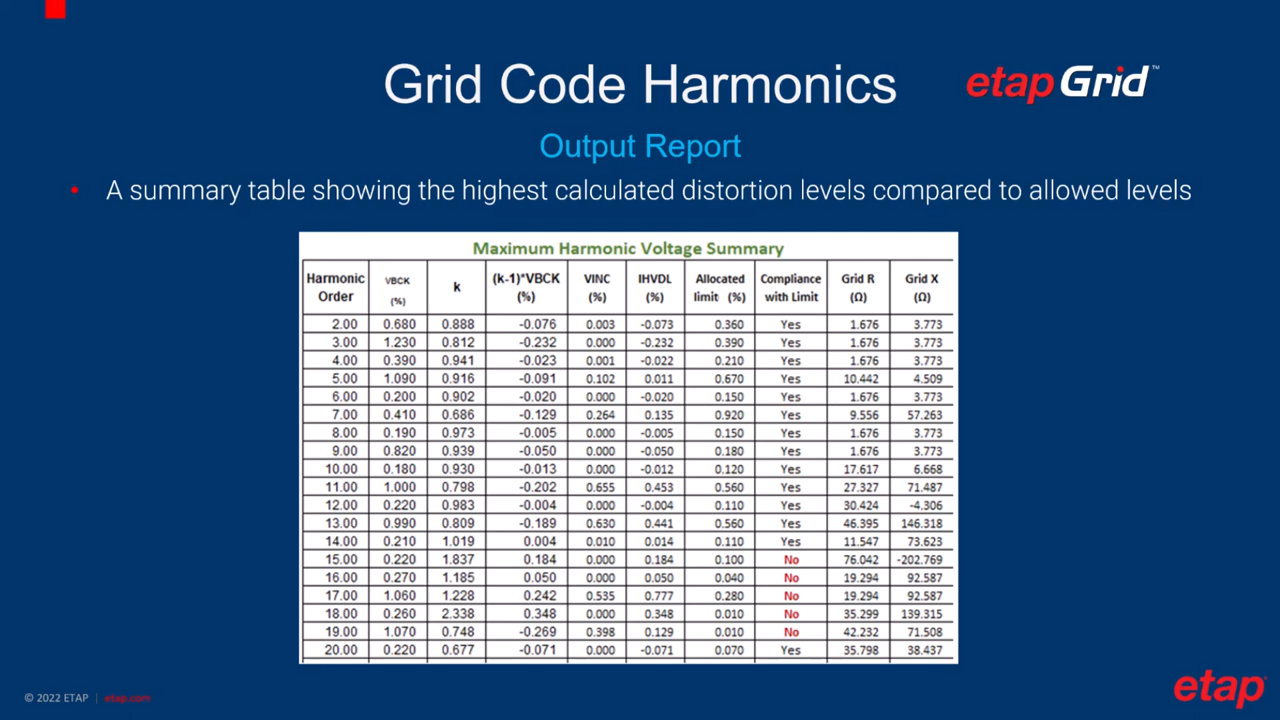 Grid Code Harmonics
etap Grid™
Output Report
• A summary table showing the highest calculated distortion levels compared to allowed levels
Maximum Harmonic Voltage Summary
Harmonic Order VBCK (%) k (k-1)*VBCK (%) VINC (%) IHVDL (%) Allocated limit (%) Compliance with Limit Grid R (Ω) Grid X (Ω)
2.00 0.680 0.888 -0.076 0.003 -0.073 0.360 Yes 1.676 3.773
3.00 1.230 0.812 -0.232 0.000 -0.232 0.390 Yes 1.676 3.773
4.00 0.390 0.941 -0.023 0.001 -0.022 0.210 Yes 1.676 3.773
5.00 1.090 0.916 -0.091 0.102 0.011 0.670 Yes 10.442 4.509
6.00 0.200 0.902 -0.020 0.000 -0.020 0.150 Yes 1.676 3.773
7.00 0.410 0.686 -0.129 0.264 0.135 0.920 Yes 9.556 57.263
8.00 0.190 0.973 -0.005 0.000 -0.005 0.150 Yes 1.676 3.773
9.00 0.820 0.939 -0.050 0.000 -0.050 0.180 Yes 1.676 3.773
10.00 0.180 0.930 -0.013 0.000 -0.012 0.120 Yes 17.617 6.668
11.00 1.000 0.798 -0.202 0.655 0.453 0.560 Yes 27.327 71.487
12.00 0.220 0.983 -0.004 0.000 -0.004 0.110 Yes 30.424 -4.306
13.00 0.990 0.809 -0.189 0.630 0.441 0.560 Yes 46.395 146.318
14.00 0.210 1.019 0.004 0.010 0.014 0.110 Yes 11.547 73.623
15.00 0.220 1.837 0.184 0.000 0.184 0.100 No 76.042 -202.769
16.00 0.270 1.185 0.050 0.000 0.050 0.040 No 19.294 92.587
17.00 1.060 1.228 0.242 0.535 0.777 0.280 No 19.294 92.587
18.00 0.260 2.338 0.348 0.000 0.348 0.010 No 35.299 139.315
19.00 1.070 0.748 -0.269 0.398 0.129 0.010 No 42.232 71.508
20.00 0.220 0.677 -0.071 0.000 -0.071 0.070 Yes 35.798 38.437
© 2022 ETAP | etap.com
etap